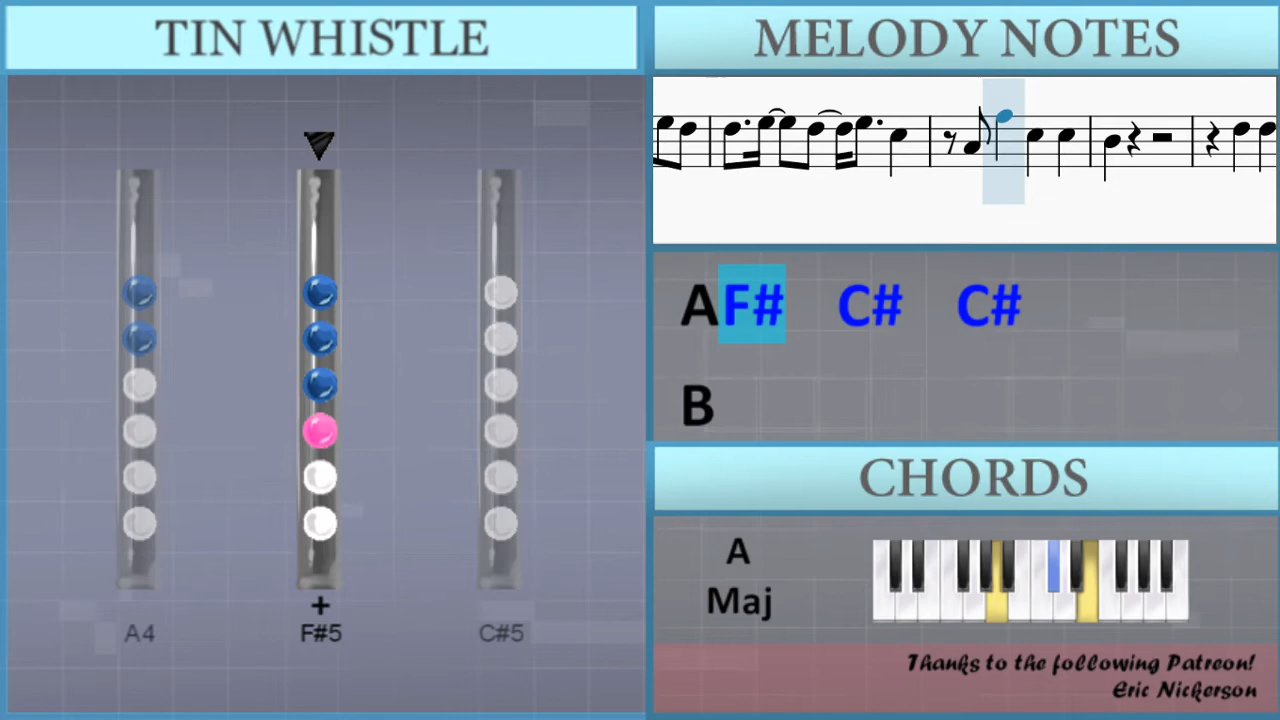 TIN WHISTLE
A4
+
F#5
C#5
MELODY NOTES
A F# C# C#
B
CHORDS
A
Maj
Thanks to the following Patreon!
Eric Nickerson